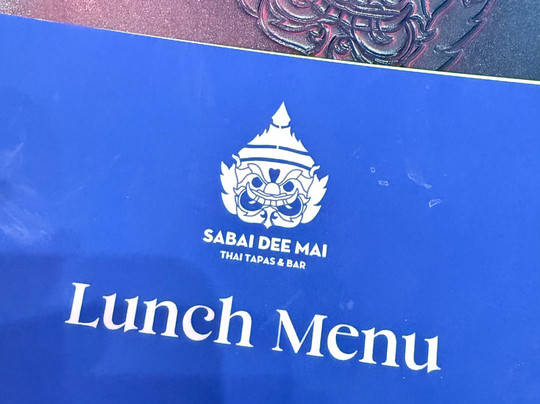 SABAI DEE MAI
THAI TAPAS & BAR
Lunch Menu